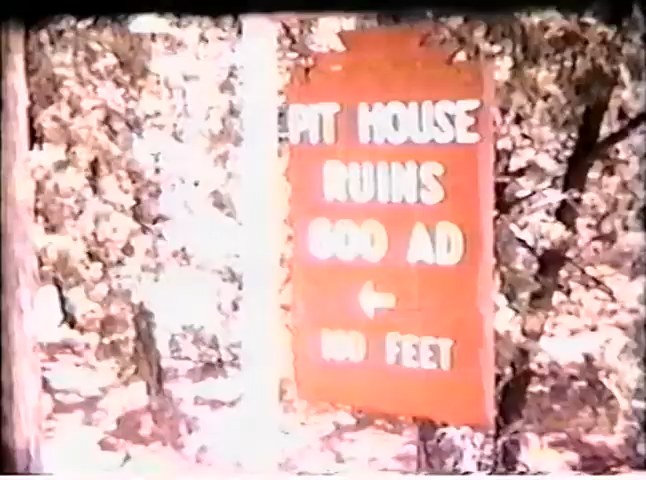 PIT HOUSE
RUINS
600 AD
←
100 FEET